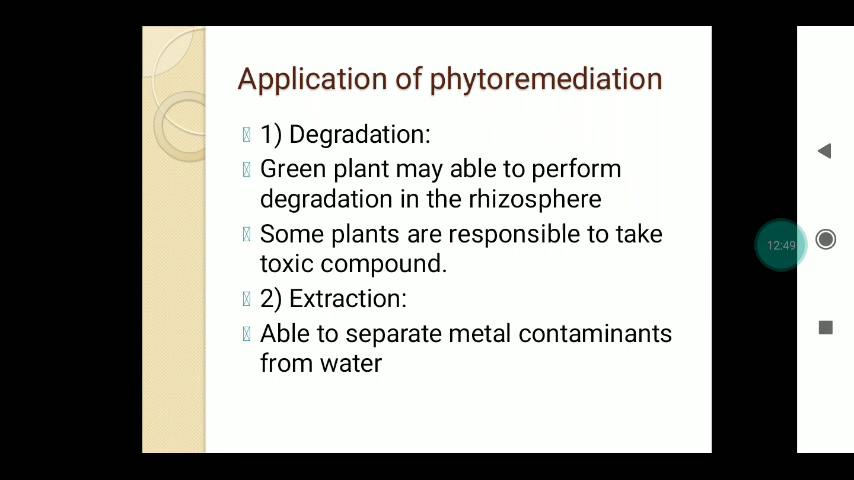 Application of phytoremediation
1) Degradation:
Green plant may able to perform
degradation in the rhizosphere
Some plants are responsible to take
toxic compound.
2) Extraction:
Able to separate metal contaminants
from water
12:49